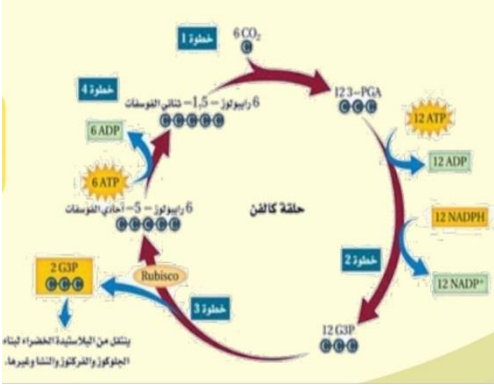 خطوة 1
6 CO₂
C
خطوة 4
6 رايبولوز -1,5- ثنائي الفوسفات
C C C C C
12 3-PGA
C C C
12 ATP
6 ADP
12 ADP
6 ATP
6 رايبولوز -5- أحادي الفوسفات
C C C C C
حلقة كالفن
12 NADPH
خطوة 2
2 G3P
C C C
Rubisco
12 NADP⁺
خطوة 3
12 G3P
C C C
ينتقل من البلاستيدة الخضراء لبناء
الجلوكوز والفركتوز والنشا وغيرها.